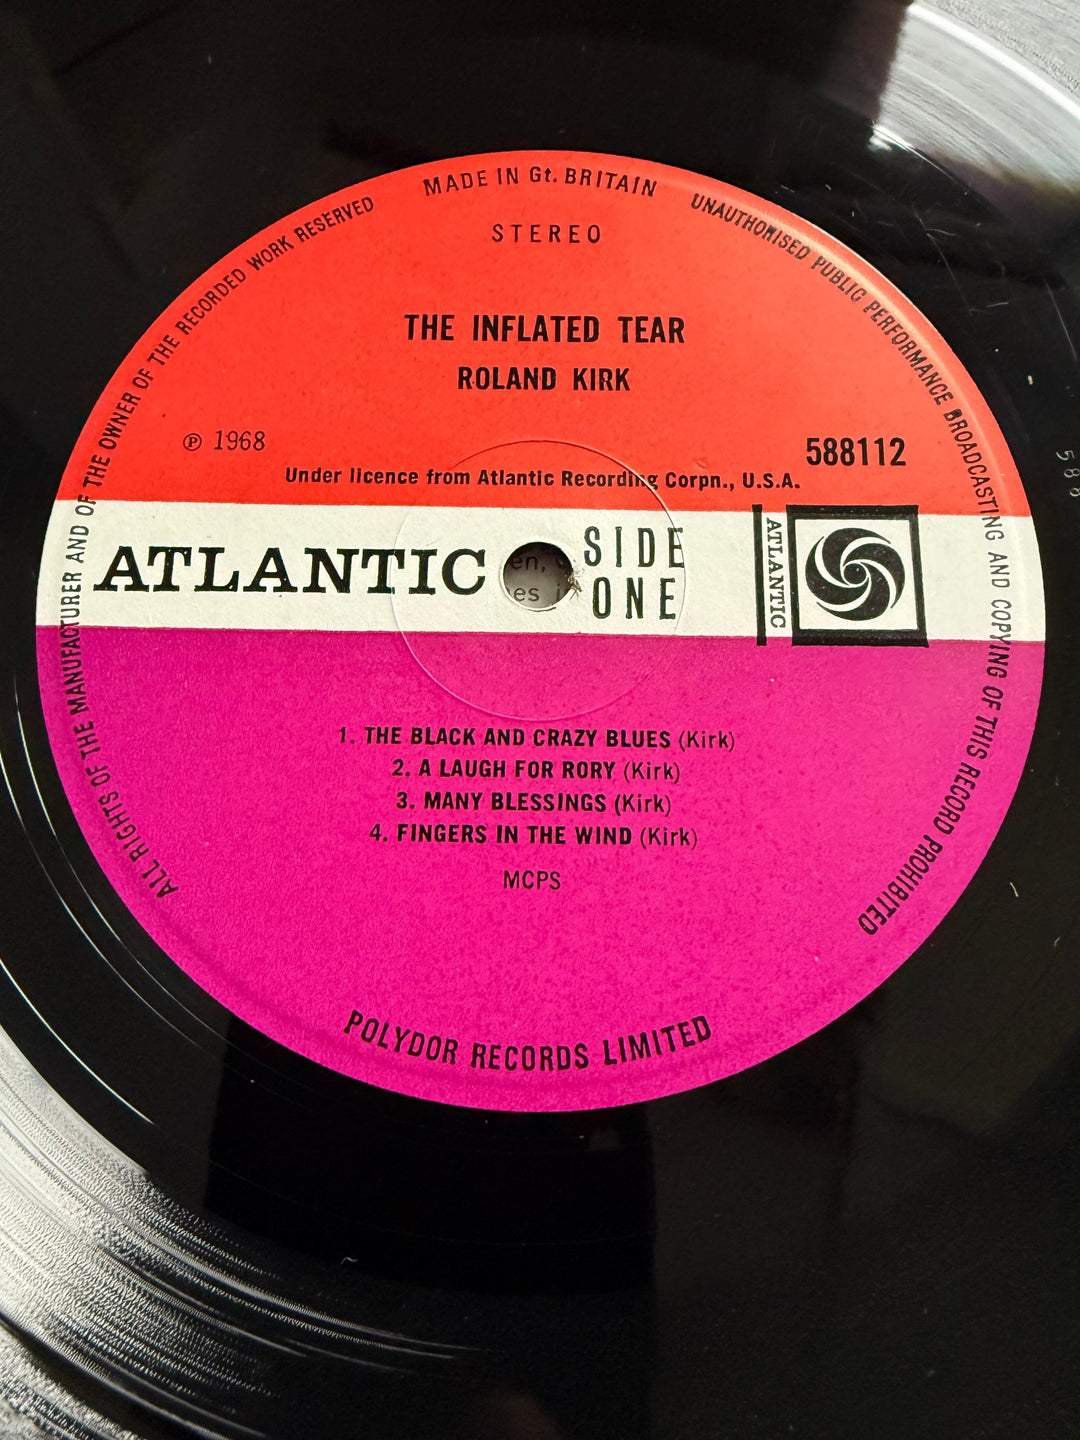 MADE IN Gt. BRITAIN
UNAUTHORISED PUBLIC PERFORMANCE BROADCASTING AND COPYING OF THIS RECORD PROHIBITED
ALL RIGHTS OF THE MANUFACTURER AND OF THE OWNER OF THE RECORDED WORK RESERVED
STEREO
THE INFLATED TEAR
ROLAND KIRK
℗ 1968
588112
Under licence from Atlantic Recording Corpn., U.S.A.
ATLANTIC
SIDE
ONE
ATLANTIC
1. THE BLACK AND CRAZY BLUES (Kirk)
2. A LAUGH FOR RORY (Kirk)
3. MANY BLESSINGS (Kirk)
4. FINGERS IN THE WIND (Kirk)
MCPS
POLYDOR RECORDS LIMITED